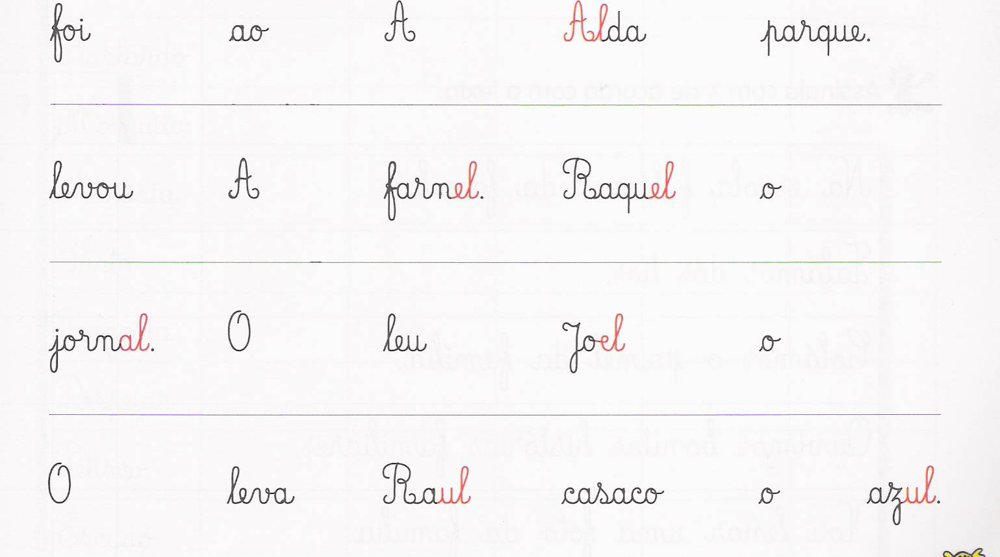 foi ao A Alda parque.
levou A farnel. Raquel o
jornal. O leu Joel o
O leva Raul casaco o azul.